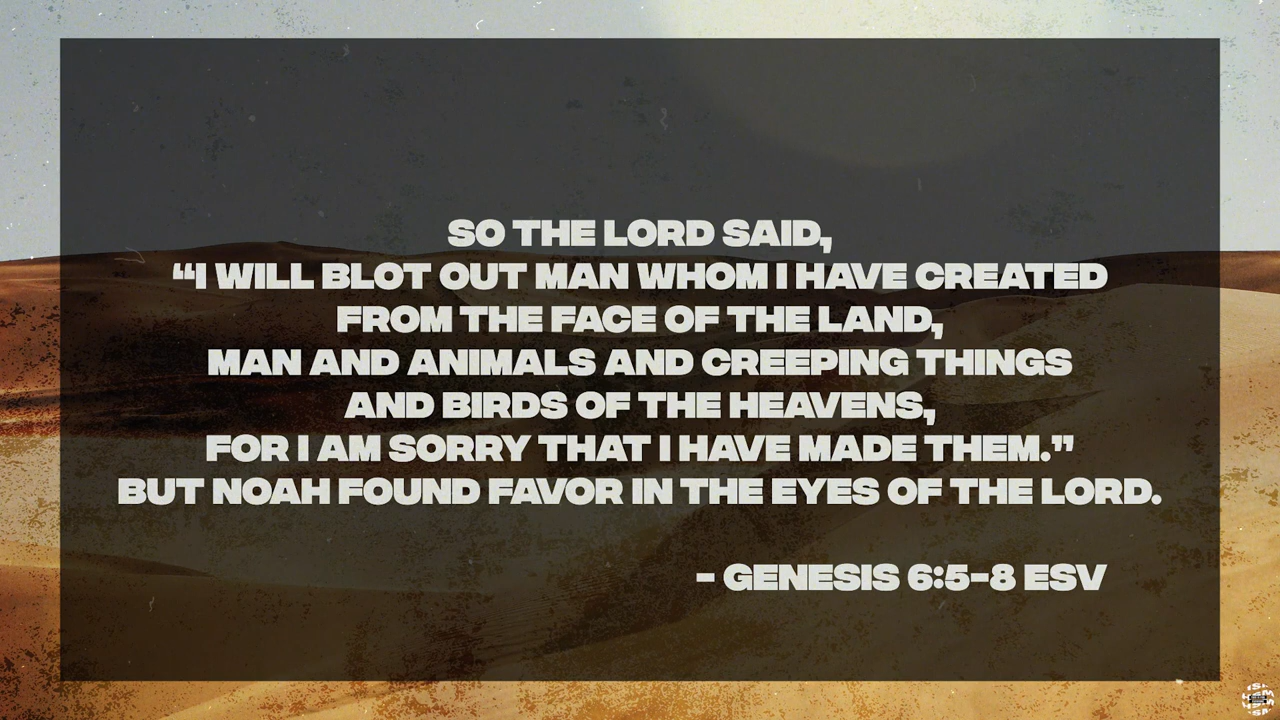 SO THE LORD SAID,
“I WILL BLOT OUT MAN WHOM I HAVE CREATED
FROM THE FACE OF THE LAND,
MAN AND ANIMALS AND CREEPING THINGS
AND BIRDS OF THE HEAVENS,
FOR I AM SORRY THAT I HAVE MADE THEM.”
BUT NOAH FOUND FAVOR IN THE EYES OF THE LORD.
- GENESIS 6:5-8 ESV